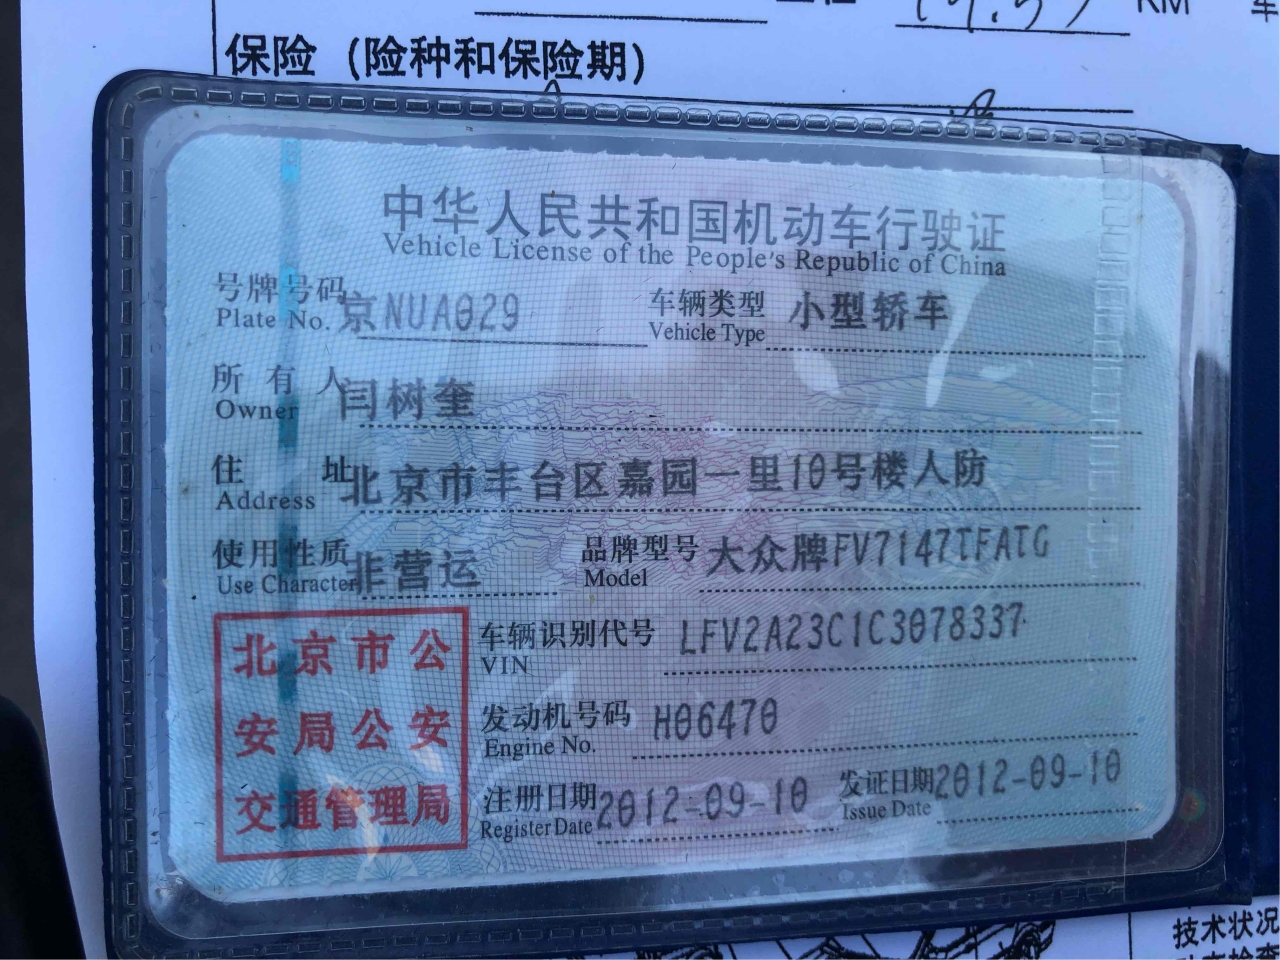 KM
车
保险（险种和保险期）
中华人民共和国机动车行驶证
Vehicle License of the People's Republic of China
号牌号码 京NUA029 车辆类型 小型轿车
Plate No. Vehicle Type
所有人 闫树奎
Owner
住址 北京市丰台区嘉园一里10号楼人防
Address
使用性质 非营运 品牌型号 大众牌FV7147TFATG
Use Character Model
车辆识别代号 LFV2A23C1C3078337
VIN
发动机号码 H06470
Engine No.
注册日期 2012-09-10 发证日期 2012-09-10
Register Date Issue Date
北京市公
安局公安
交通管理局
技术状况